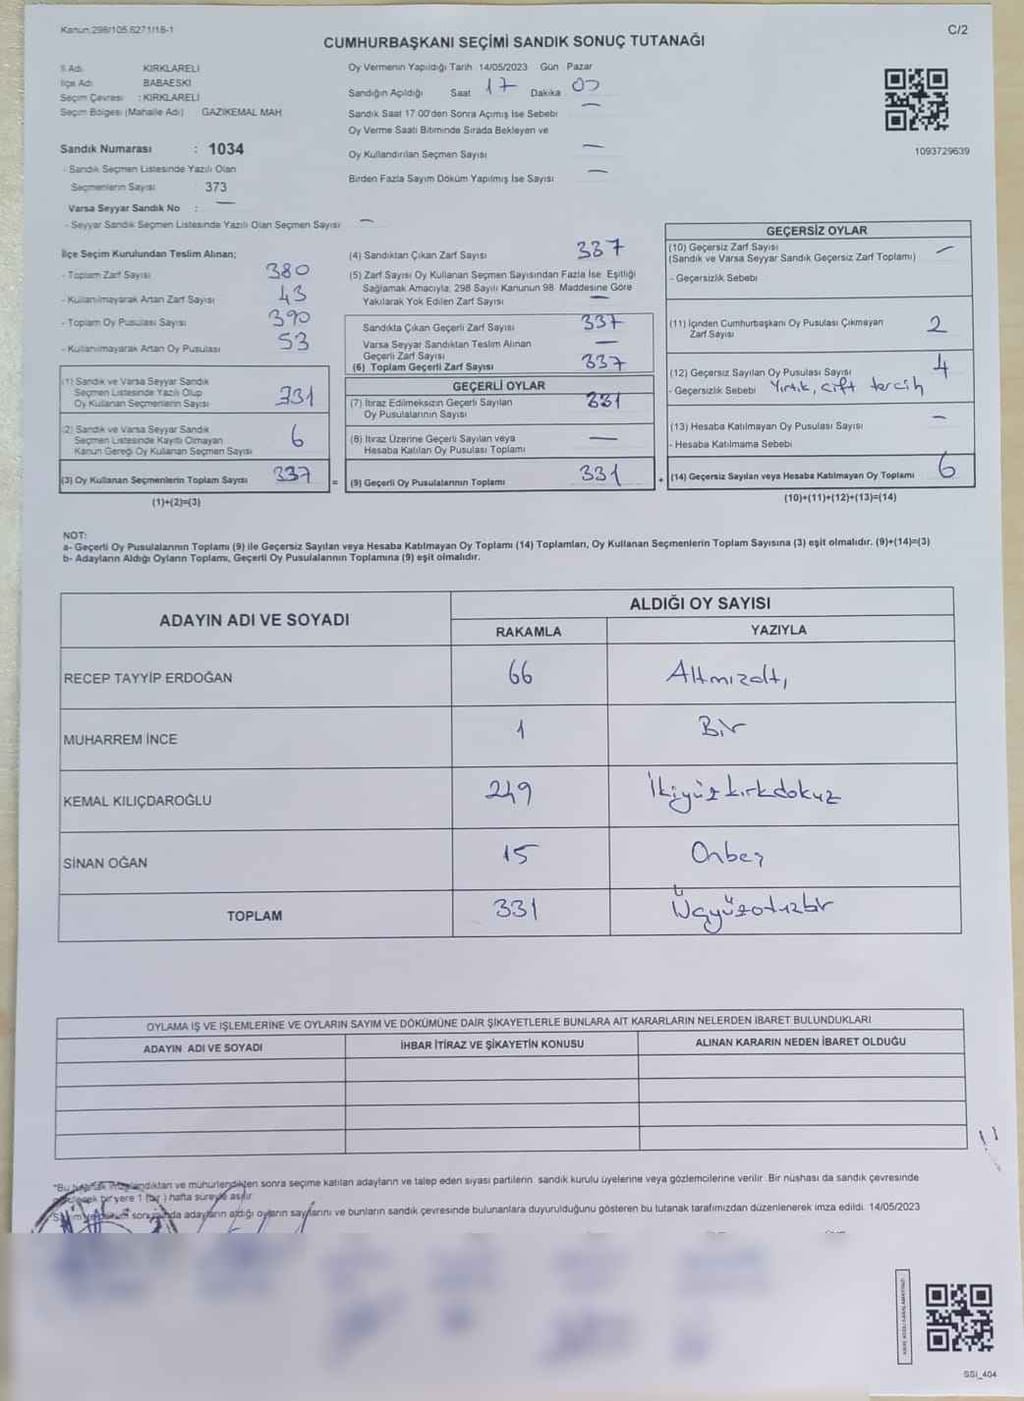 Kanun.298/105.6271/18-1
C/2
CUMHURBAŞKANI SEÇİMİ SANDIK SONUÇ TUTANAĞI
İl Adı KIRKLARELİ
İlçe Adı BABAESKİ
Seçim Çevresi : KIRKLARELİ
Seçim Bölgesi (Mahalle Adı) GAZİKEMAL MAH
Sandık Numarası : 1034
- Sandık Seçmen Listesinde Yazılı Olan
Seçmenlerin Sayısı 373
Varsa Seyyar Sandık No : —
- Seyyar Sandık Seçmen Listesinde Yazılı Olan Seçmen Sayısı —
Oy Vermenin Yapıldığı Tarih 14/05/2023 Gün Pazar
Sandığın Açıldığı Saat 17 Dakika 00
Sandık Saat 17:00'den Sonra Açımış İse Sebebi —
Oy Verme Saati Bitiminde Sırada Bekleyen ve
Oy Kullandırılan Seçmen Sayısı —
Birden Fazla Sayım Döküm Yapılmış İse Sayısı —
1093729639
İlçe Seçim Kurulundan Teslim Alınan;
- Toplam Zarf Sayısı 380
- Kullanılmayarak Artan Zarf Sayısı 43
- Toplam Oy Pusulası Sayısı 390
- Kullanılmayarak Artan Oy Pusulası 53
(1) Sandık ve Varsa Seyyar Sandık
Seçmen Listesinde Yazılı Olup
Oy Kullanan Seçmenlerin Sayısı 331
(2) Sandık ve Varsa Seyyar Sandık
Seçmen Listesinde Kayıtlı Olmayan
Kanun Gereği Oy Kullanan Seçmen Sayısı 6
(3) Oy Kullanan Seçmenlerin Toplam Sayısı 337
(1)+(2)=(3)
(4) Sandıktan Çıkan Zarf Sayısı 337
(5) Zarf Sayısı Oy Kullanan Seçmen Sayısından Fazla İse Eşitliği
Sağlamak Amacıyla, 298 Sayılı Kanunun 98. Maddesine Göre
Yakılarak Yok Edilen Zarf Sayısı —
Sandıkla Çıkan Geçerli Zarf Sayısı 337
Varsa Seyyar Sandıktan Teslim Alınan
Geçerli Zarf Sayısı —
(6) Toplam Geçerli Zarf Sayısı 337
GEÇERLİ OYLAR
(7) İtiraz Edilmeksizin Geçerli Sayılan
Oy Pusulalarının Sayısı 331
(8) İtiraz Üzerine Geçerli Sayılan veya
Hesaba Katılan Oy Pusulası Toplamı —
= (9) Geçerli Oy Pusulalarının Toplamı 331
GEÇERSİZ OYLAR
(10) Geçersiz Zarf Sayısı —
(Sandık ve Varsa Seyyar Sandık Geçersiz Zarf Toplamı)
- Geçersizlik Sebebi
(11) İçinden Cumhurbaşkanı Oy Pusulası Çıkmayan
Zarf Sayısı 2
(12) Geçersiz Sayılan Oy Pusulası Sayısı 4
- Geçersizlik Sebebi Yırtık, çift tercih
(13) Hesaba Katılmayan Oy Pusulası Sayısı —
- Hesaba Katılmama Sebebi
+ (14) Geçersiz Sayılan veya Hesaba Katılmayan Oy Toplamı 6
(10)+(11)+(12)+(13)=(14)
NOT:
a- Geçerli Oy Pusulalarının Toplamı (9) ile Geçersiz Sayılan veya Hesaba Katılmayan Oy Toplamı (14) Toplamları, Oy Kullanan Seçmenlerin Toplam Sayısına (3) eşit olmalıdır. (9)+(14)=(3)
b- Adayların Aldığı Oyların Toplamı, Geçerli Oy Pusulalarının Toplamına (9) eşit olmalıdır.
ADAYIN ADI VE SOYADI
ALDIĞI OY SAYISI
RAKAMLA YAZIYLA
RECEP TAYYİP ERDOĞAN 66 Altmızaltı
MUHARREM İNCE 1 Bir
KEMAL KILIÇDAROĞLU 249 İkiyüzkırkdokuz
SİNAN OĞAN 15 Onbeş
TOPLAM 331 Üçyüzotuzbir
OYLAMA İŞ VE İŞLEMLERİNE VE OYLARIN SAYIM VE DÖKÜMÜNE DAİR ŞİKAYETLERLE BUNLARA AİT KARARLARIN NELERDEN İBARET BULUNDUKLARI
ADAYIN ADI VE SOYADI İHBAR İTİRAZ VE ŞİKAYETİN KONUSU ALINAN KARARIN NEDEN İBARET OLDUĞU
*Bu tutanak imzalandıktan ve mühürlendikten sonra seçime katılan adayların ve talep eden siyasi partilerin sandık kurulu üyelerine veya gözlemcilerine verilir. Bir nüshası da sandık çevresinde
bir yere 1 (bir) hafta süreyle asılır
sonunda adayların aldığı oyların sayılarını ve bunların sandık çevresinde bulunanlara duyurulduğunu gösteren bu tutanak tarafımızdan düzenlenerek imza edildi. 14/05/2023
SSI_404